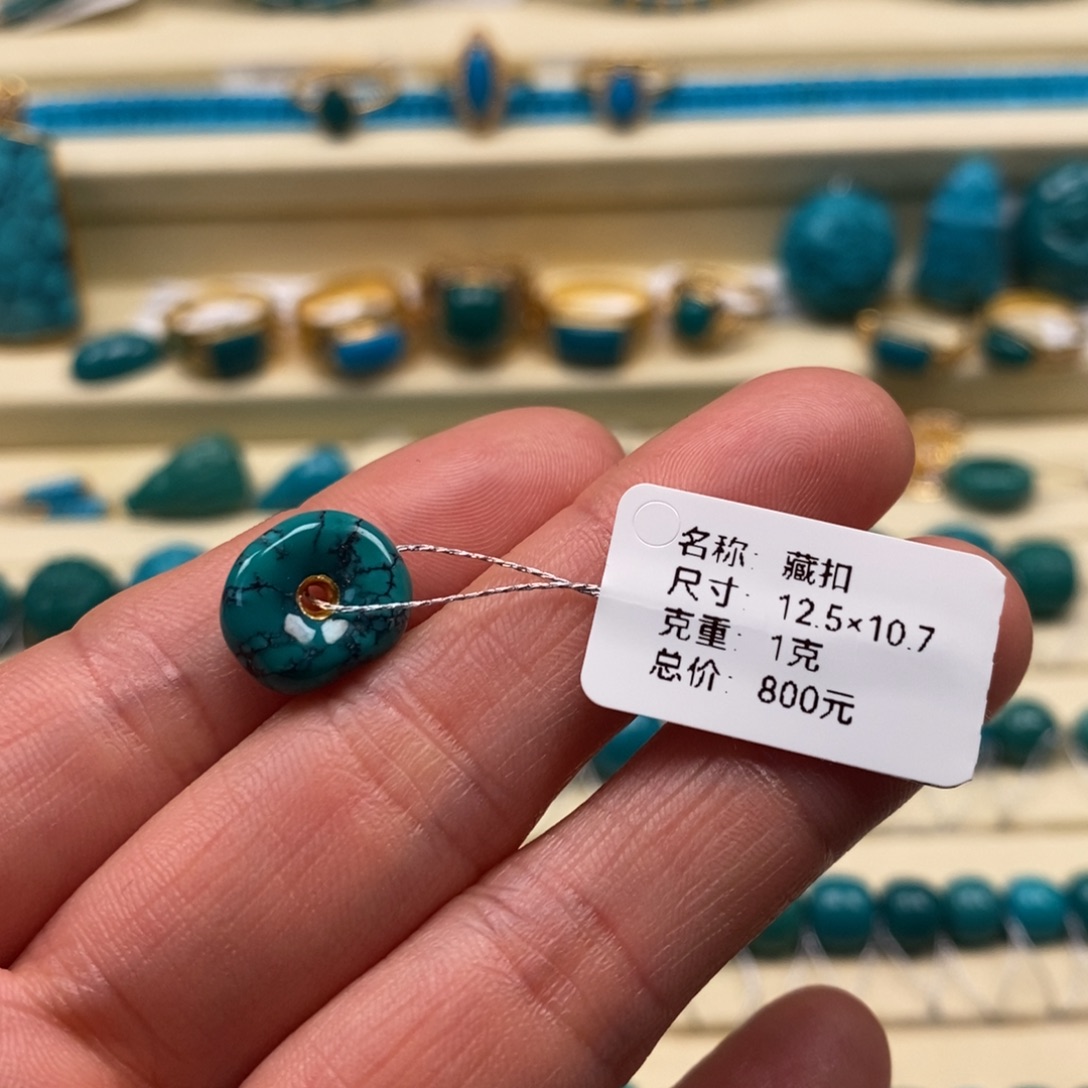 名称: 藏扣
尺寸: 12.5×10.7
克重: 1克
总价: 800元